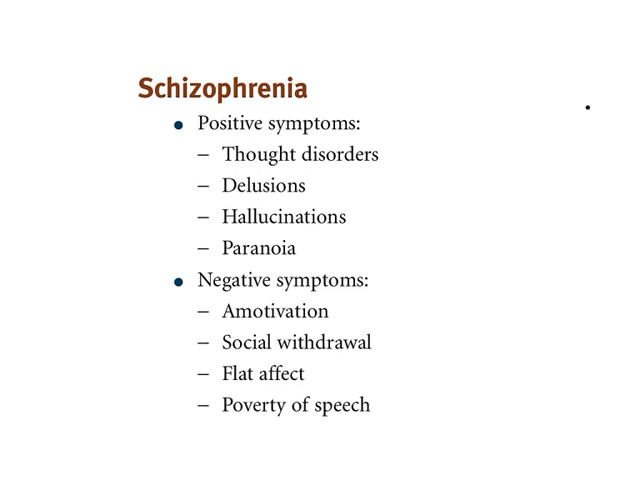 Schizophrenia
• Positive symptoms:
– Thought disorders
– Delusions
– Hallucinations
– Paranoia
• Negative symptoms:
– Amotivation
– Social withdrawal
– Flat affect
– Poverty of speech